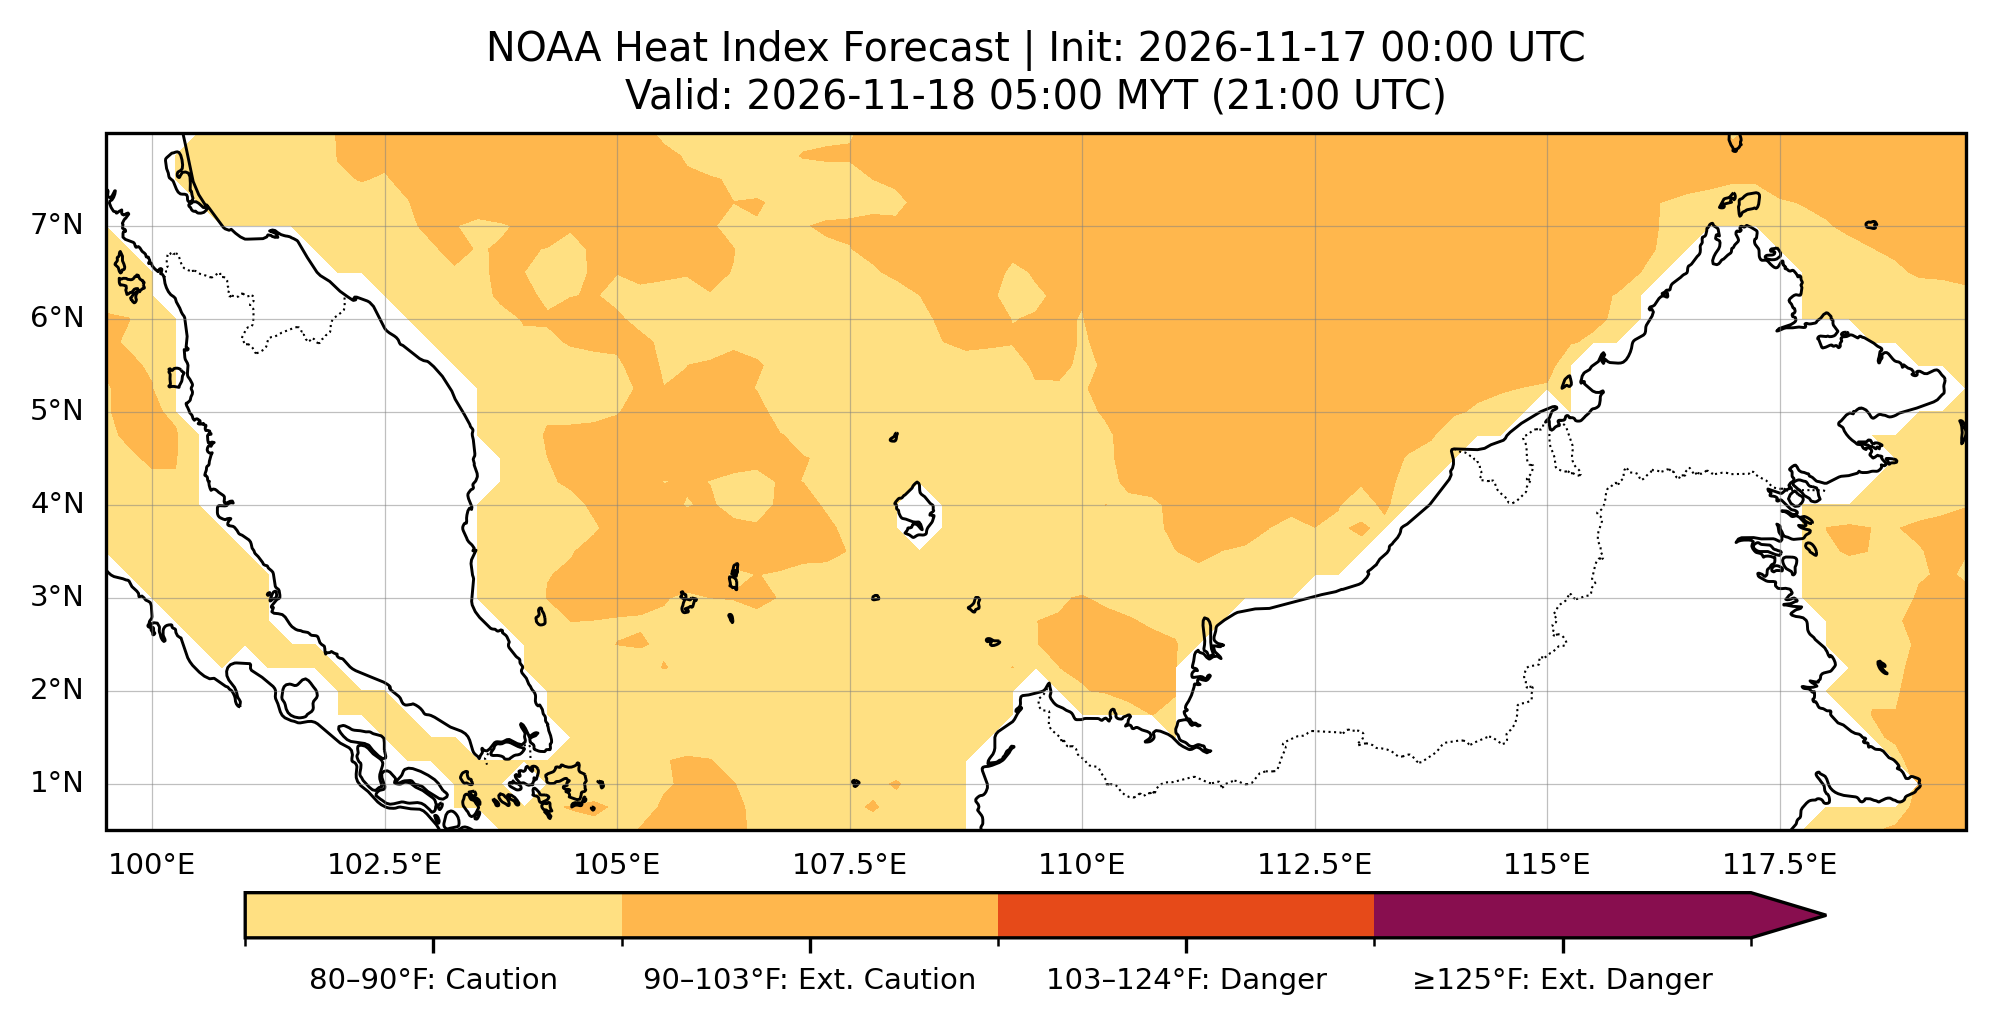 NOAA Heat Index Forecast | Init: 2026-11-17 00:00 UTC
Valid: 2026-11-18 05:00 MYT (21:00 UTC)
7°N
6°N
5°N
4°N
3°N
2°N
1°N
100°E 102.5°E 105°E 107.5°E 110°E 112.5°E 115°E 117.5°E
80–90°F: Caution 90–103°F: Ext. Caution 103–124°F: Danger ≥125°F: Ext. Danger